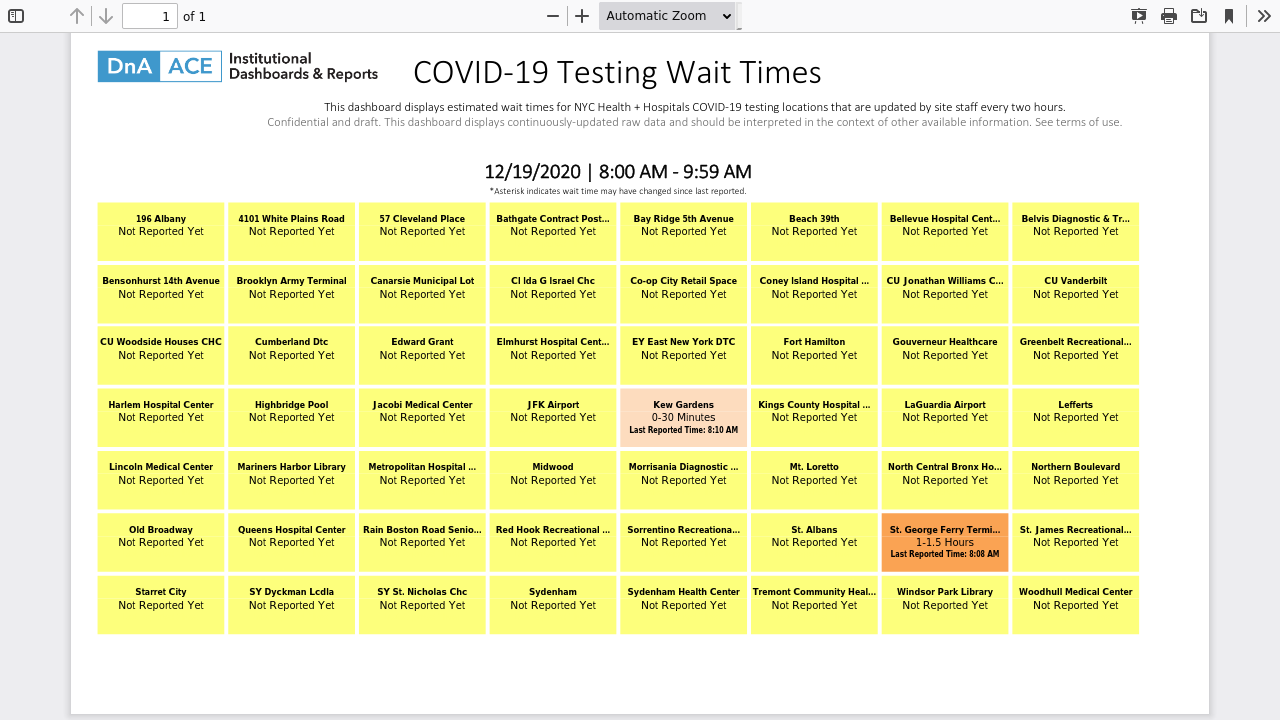 1 of 1 Automatic Zoom
DnA ACE Institutional
Dashboards & Reports
COVID-19 Testing Wait Times
This dashboard displays estimated wait times for NYC Health + Hospitals COVID-19 testing locations that are updated by site staff every two hours.
Confidential and draft. This dashboard displays continuously-updated raw data and should be interpreted in the context of other available information. See terms of use.
12/19/2020 | 8:00 AM - 9:59 AM
*Asterisk indicates wait time may have changed since last reported.
196 Albany 4101 White Plains Road 57 Cleveland Place Bathgate Contract Post... Bay Ridge 5th Avenue Beach 39th Bellevue Hospital Cent... Belvis Diagnostic & Tr...
Not Reported Yet Not Reported Yet Not Reported Yet Not Reported Yet Not Reported Yet Not Reported Yet Not Reported Yet Not Reported Yet
Bensonhurst 14th Avenue Brooklyn Army Terminal Canarsie Municipal Lot CI Ida G Israel Chc Co-op City Retail Space Coney Island Hospital ... CU Jonathan Williams C... CU Vanderbilt
Not Reported Yet Not Reported Yet Not Reported Yet Not Reported Yet Not Reported Yet Not Reported Yet Not Reported Yet Not Reported Yet
CU Woodside Houses CHC Cumberland Dtc Edward Grant Elmhurst Hospital Cent... EY East New York DTC Fort Hamilton Gouverneur Healthcare Greenbelt Recreational...
Not Reported Yet Not Reported Yet Not Reported Yet Not Reported Yet Not Reported Yet Not Reported Yet Not Reported Yet Not Reported Yet
Harlem Hospital Center Highbridge Pool Jacobi Medical Center JFK Airport Kew Gardens Kings County Hospital ... LaGuardia Airport Lefferts
Not Reported Yet Not Reported Yet Not Reported Yet Not Reported Yet 0-30 Minutes Not Reported Yet Not Reported Yet Not Reported Yet
Last Reported Time: 8:10 AM
Lincoln Medical Center Mariners Harbor Library Metropolitan Hospital ... Midwood Morrisania Diagnostic ... Mt. Loretto North Central Bronx Ho... Northern Boulevard
Not Reported Yet Not Reported Yet Not Reported Yet Not Reported Yet Not Reported Yet Not Reported Yet Not Reported Yet Not Reported Yet
Old Broadway Queens Hospital Center Rain Boston Road Senio... Red Hook Recreational ... Sorrentino Recreationa... St. Albans St. George Ferry Termi... St. James Recreational...
Not Reported Yet Not Reported Yet Not Reported Yet Not Reported Yet Not Reported Yet Not Reported Yet 1-1.5 Hours Not Reported Yet
Last Reported Time: 8:08 AM
Starret City SY Dyckman Lcdla SY St. Nicholas Chc Sydenham Sydenham Health Center Tremont Community Heal... Windsor Park Library Woodhull Medical Center
Not Reported Yet Not Reported Yet Not Reported Yet Not Reported Yet Not Reported Yet Not Reported Yet Not Reported Yet Not Reported Yet